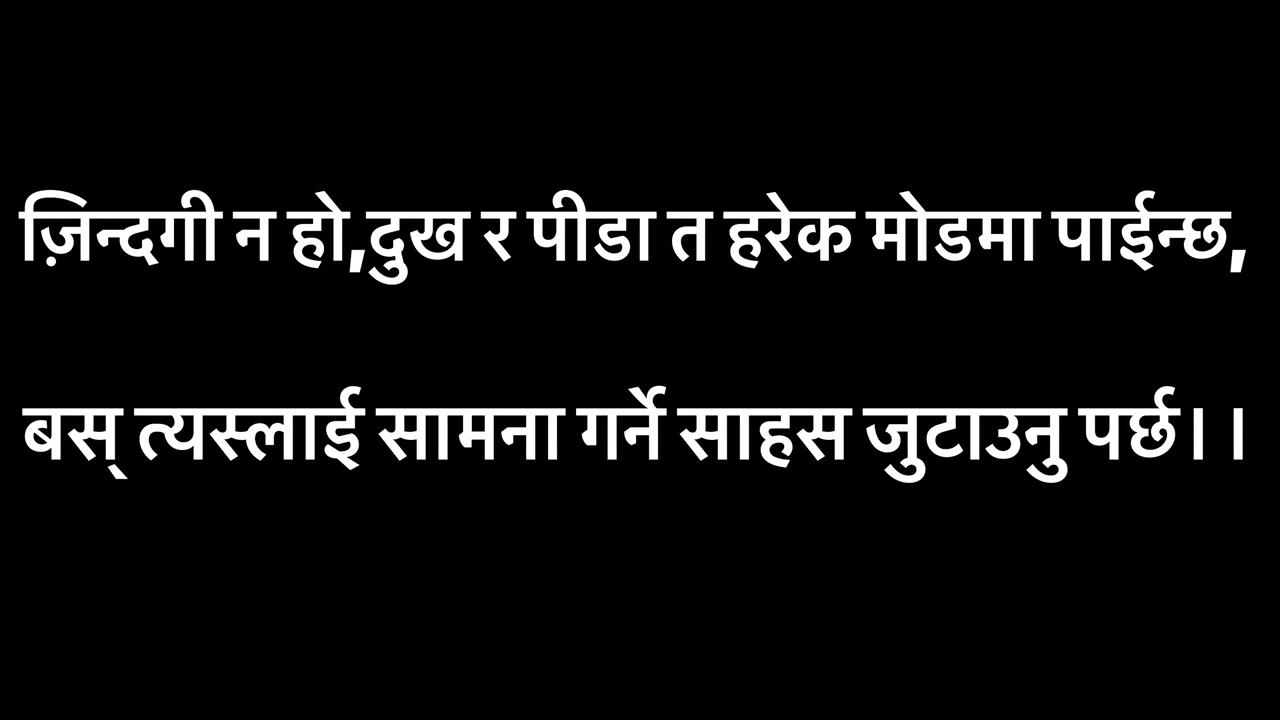 ज़िन्दगी न हो,दुख र पीडा त हरेक मोडमा पाईन्छ,
बस् त्यस्लाई सामना गर्ने साहस जुटाउनु पर्छ। ।